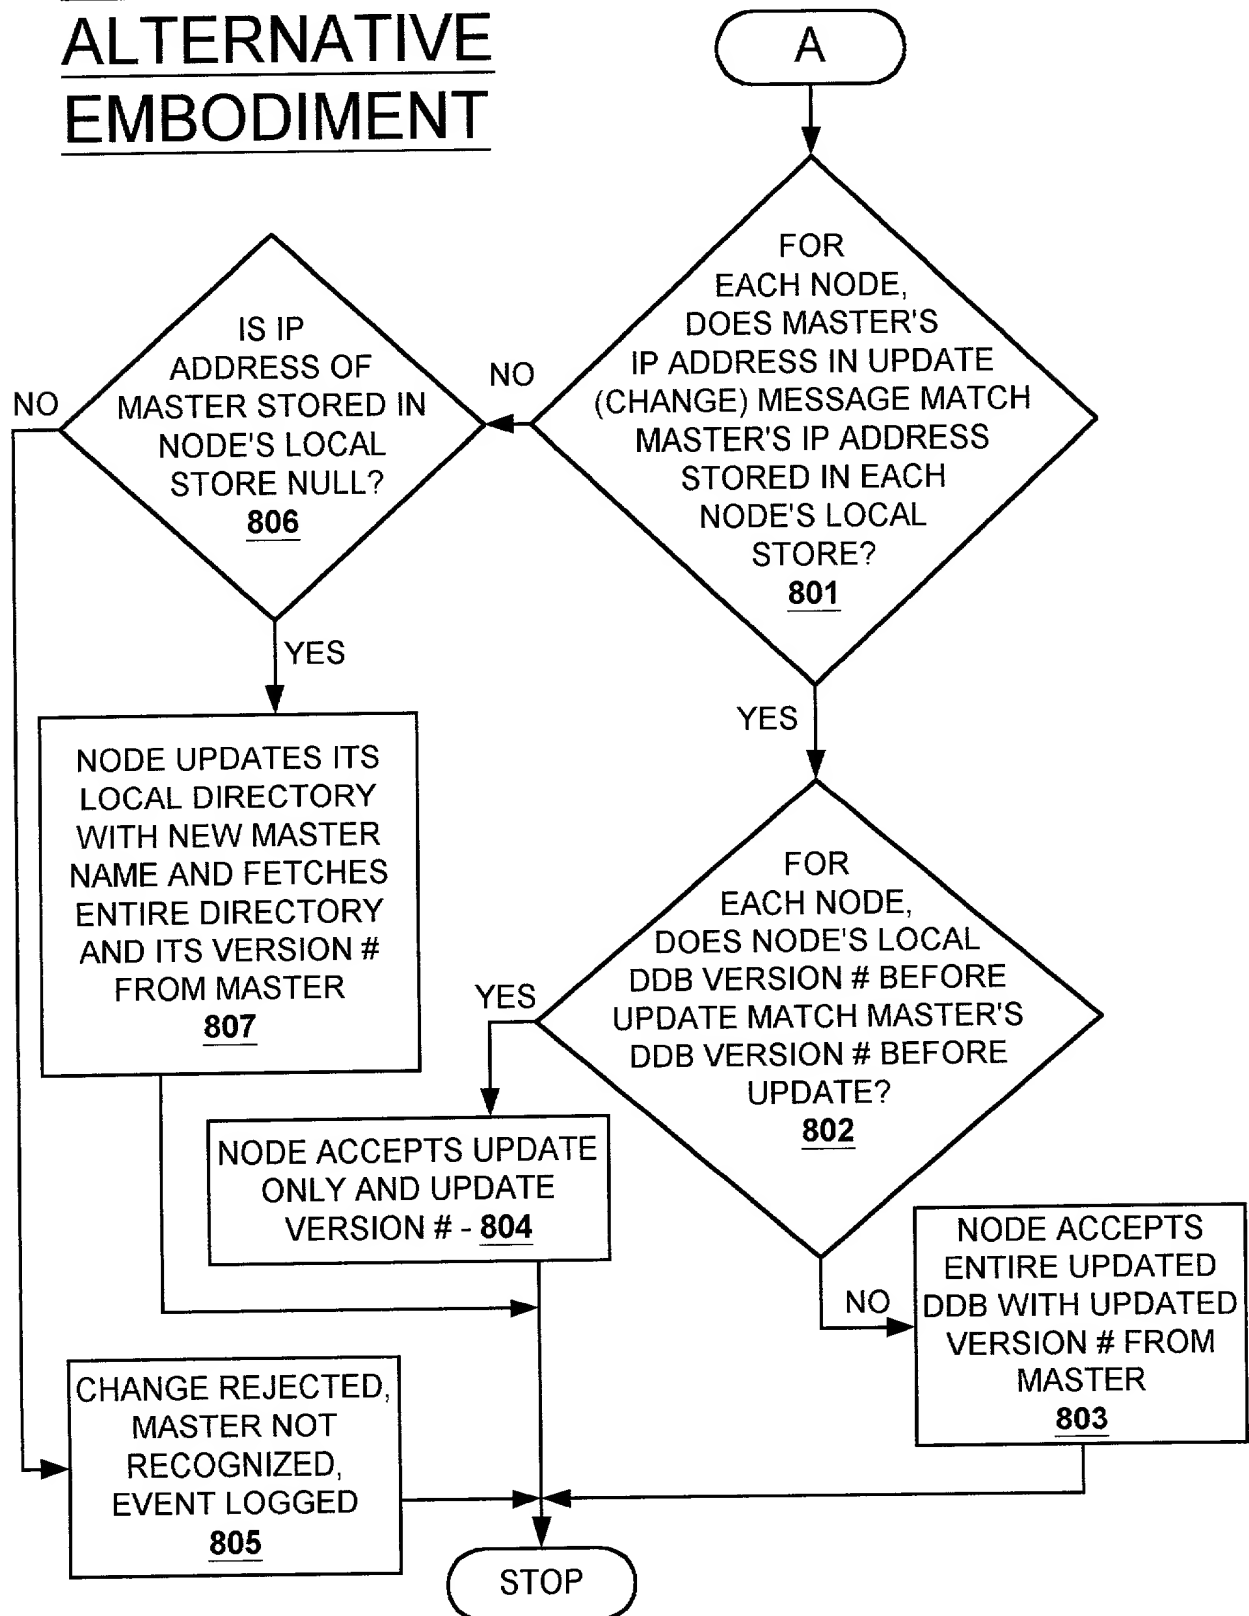 ALTERNATIVE
EMBODIMENT
A
FOR
EACH NODE,
DOES MASTER'S
IP ADDRESS IN UPDATE
(CHANGE) MESSAGE MATCH
MASTER'S IP ADDRESS
STORED IN EACH
NODE'S LOCAL
STORE?
801
NO
IS IP
ADDRESS OF
MASTER STORED IN
NODE'S LOCAL
STORE NULL?
806
NO
YES
YES
NODE UPDATES ITS
LOCAL DIRECTORY
WITH NEW MASTER
NAME AND FETCHES
ENTIRE DIRECTORY
AND ITS VERSION #
FROM MASTER
807
FOR
EACH NODE,
DOES NODE'S LOCAL
DDB VERSION # BEFORE
UPDATE MATCH MASTER'S
DDB VERSION # BEFORE
UPDATE?
802
YES
NODE ACCEPTS UPDATE
ONLY AND UPDATE
VERSION # - 804
NO
NODE ACCEPTS
ENTIRE UPDATED
DDB WITH UPDATED
VERSION # FROM
MASTER
803
CHANGE REJECTED,
MASTER NOT
RECOGNIZED,
EVENT LOGGED
805
STOP